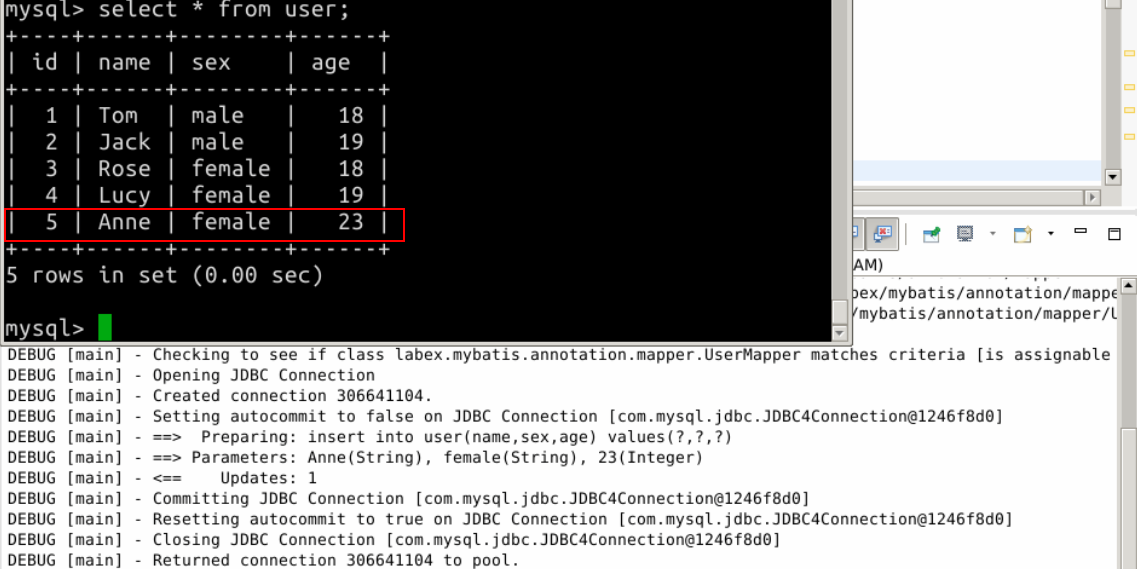 mysql> select * from user;
+----+------+--------+------+
| id | name | sex    | age  |
+----+------+--------+------+
|  1 | Tom  | male   |   18 |
|  2 | Jack | male   |   19 |
|  3 | Rose | female |   18 |
|  4 | Lucy | female |   19 |
|  5 | Anne | female |   23 |
+----+------+--------+------+
5 rows in set (0.00 sec)
mysql>
AM)
bex/mybatis/annotation/mappe
/mybatis/annotation/mapper/U
DEBUG [main] - Checking to see if class labex.mybatis.annotation.mapper.UserMapper matches criteria [is assignable
DEBUG [main] - Opening JDBC Connection
DEBUG [main] - Created connection 306641104.
DEBUG [main] - Setting autocommit to false on JDBC Connection [com.mysql.jdbc.JDBC4Connection@1246f8d0]
DEBUG [main] - ==>  Preparing: insert into user(name,sex,age) values(?,?,?)
DEBUG [main] - ==> Parameters: Anne(String), female(String), 23(Integer)
DEBUG [main] - <==    Updates: 1
DEBUG [main] - Committing JDBC Connection [com.mysql.jdbc.JDBC4Connection@1246f8d0]
DEBUG [main] - Resetting autocommit to true on JDBC Connection [com.mysql.jdbc.JDBC4Connection@1246f8d0]
DEBUG [main] - Closing JDBC Connection [com.mysql.jdbc.JDBC4Connection@1246f8d0]
DEBUG [main] - Returned connection 306641104 to pool.